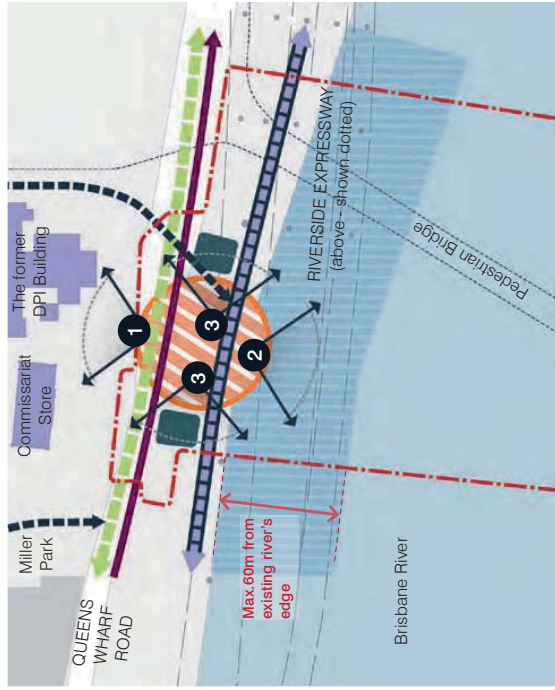 Miller
Park
Commissariat
Store
The former
DPI Building
QUEENS
WHARF
ROAD
1
3
3
2
RIVERSIDE EXPRESSWAY
(above - shown dotted)
Max.60m from
existing river's
edge
Pedestrian Bridge
Brisbane River